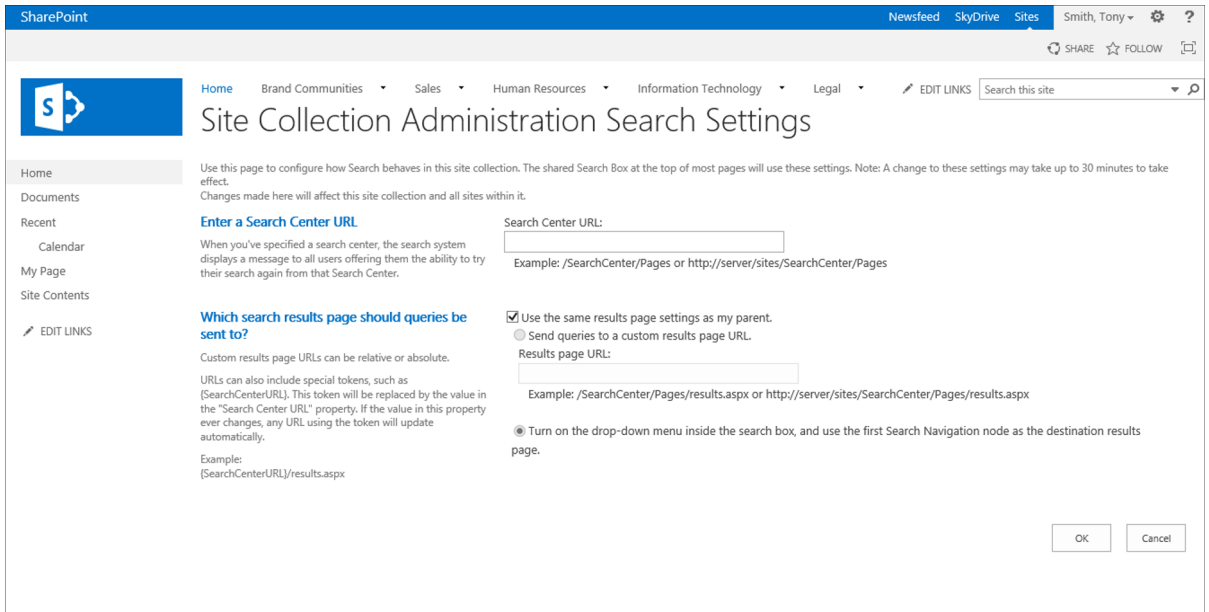 SharePoint
Newsfeed SkyDrive Sites Smith, Tony ?
SHARE FOLLOW
S
Home Brand Communities Sales Human Resources Information Technology Legal EDIT LINKS Search this site
Site Collection Administration Search Settings
Home
Documents
Recent
Calendar
My Page
Site Contents
EDIT LINKS
Use this page to configure how Search behaves in this site collection. The shared Search Box at the top of most pages will use these settings. Note: A change to these settings may take up to 30 minutes to take
effect.
Changes made here will affect this site collection and all sites within it.
Enter a Search Center URL
When you've specified a search center, the search system
displays a message to all users offering them the ability to try
their search again from that Search Center.
Search Center URL:
Example: /SearchCenter/Pages or http://server/sites/SearchCenter/Pages
Which search results page should queries be
sent to?
Custom results page URLs can be relative or absolute.
URLs can also include special tokens, such as
{SearchCenterURL}. This token will be replaced by the value in
the "Search Center URL" property. If the value in this property
ever changes, any URL using the token will update
automatically.
Example:
{SearchCenterURL}/results.aspx
Use the same results page settings as my parent.
Send queries to a custom results page URL.
Results page URL:
Example: /SearchCenter/Pages/results.aspx or http://server/sites/SearchCenter/Pages/results.aspx
Turn on the drop-down menu inside the search box, and use the first Search Navigation node as the destination results
page.
OK Cancel